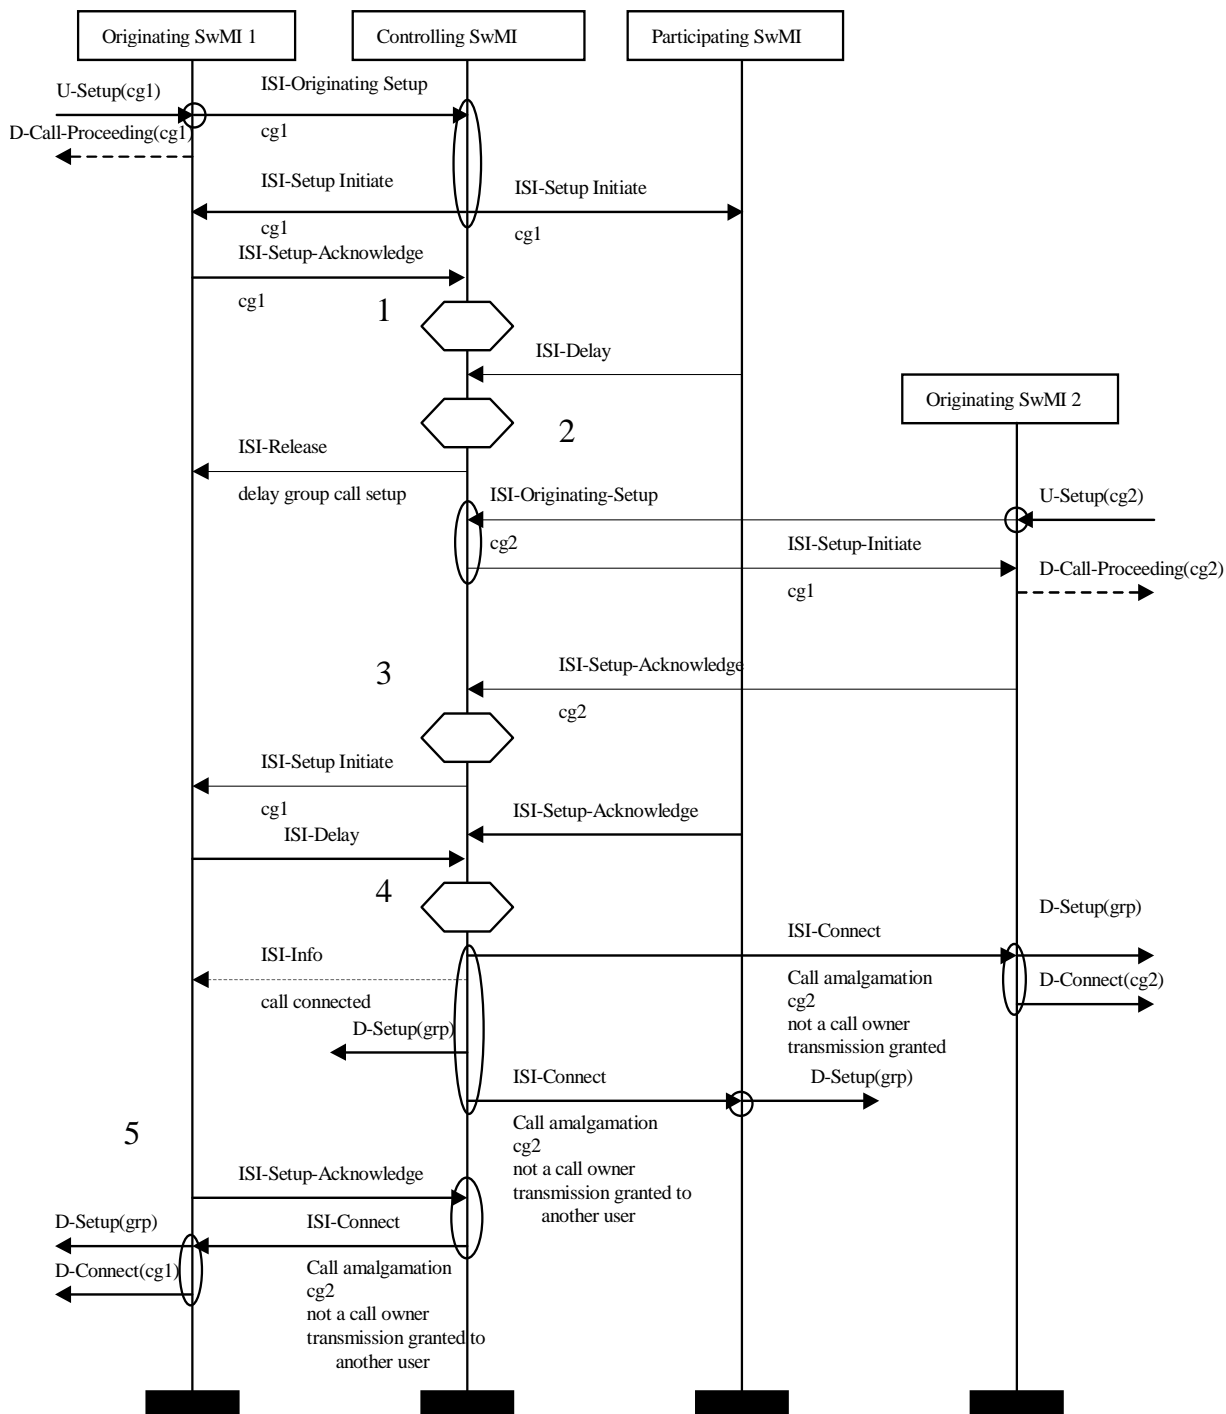 Originating SwMI 1
Controlling SwMI
Participating SwMI
ISI-Originating Setup
U-Setup(cg1)
cg1
D-Call-Proceeding(cg1)
ISI-Setup Initiate
ISI-Setup Initiate
cg1
cg1
ISI-Setup-Acknowledge
cg1
1
ISI-Delay
Originating SwMI 2
2
ISI-Release
delay group call setup
ISI-Originating-Setup
U-Setup(cg2)
cg2
ISI-Setup-Initiate
D-Call-Proceeding(cg2)
cg1
ISI-Setup-Acknowledge
3
cg2
ISI-Setup Initiate
cg1
ISI-Setup-Acknowledge
ISI-Delay
4
D-Setup(grp)
ISI-Connect
ISI-Info
Call amalgamation
D-Connect(cg2)
call connected
cg2
not a call owner
D-Setup(grp)
transmission granted
ISI-Connect
D-Setup(grp)
Call amalgamation
5
cg2
not a call owner
ISI-Setup-Acknowledge
transmission granted to
another user
D-Setup(grp)
ISI-Connect
D-Connect(cg1)
Call amalgamation
cg2
not a call owner
transmission granted to
another user